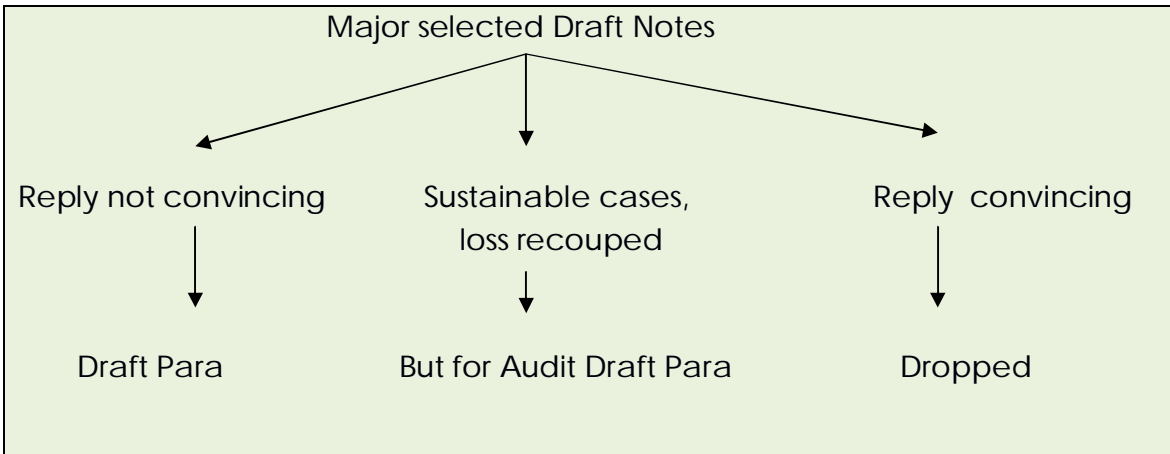 Major selected Draft Notes
Reply not convincing
Sustainable cases,
loss recouped
Reply convincing
Draft Para
But for Audit Draft Para
Dropped